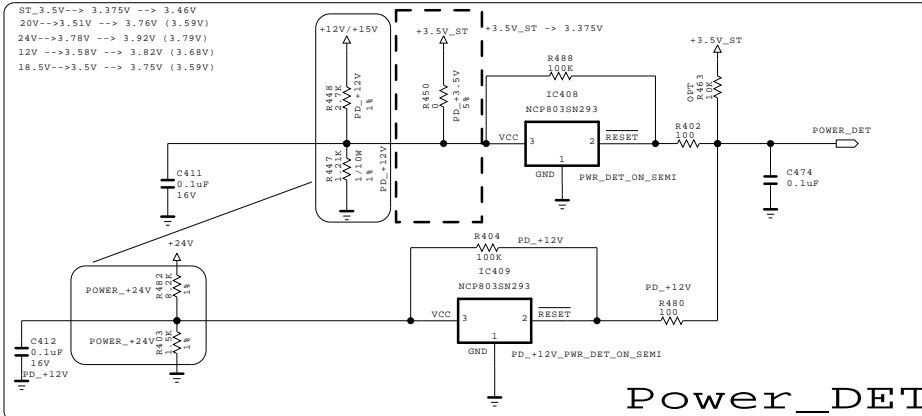 ST_3.5V--> 3.375V --> 3.46V
20V-->3.51V --> 3.76V (3.59V)
24V-->3.78V --> 3.92V (3.79V)
12V -->3.58V --> 3.82V (3.68V)
18.5V-->3.5V --> 3.75V (3.59V)
+12V/+15V
R448
2.7K
PD_+12V
1%
R447
1.21K
1/10W
1%
PD_+12V
+3.5V_ST
R450
0
PD_+3.5V
5%
+3.5V_ST --> 3.375V
R488
100K
IC408
NCP803SN293
VCC
3
2
RESET
1
GND
PWR_DET_ON_SEMI
+3.5V_ST
OPT
R463
10K
R402
100
POWER_DET
C474
0.1uF
C411
0.1uF
16V
+24V
R482
8.2K
1%
POWER_+24V
POWER_+24V
R403
1.5K
1%
C412
0.1uF
16V
PD_+12V
R404
100K
PD_+12V
IC409
NCP803SN293
VCC
3
2
RESET
1
GND
PD_+12V_PWR_DET_ON_SEMI
PD_+12V
R480
100
Power_DET